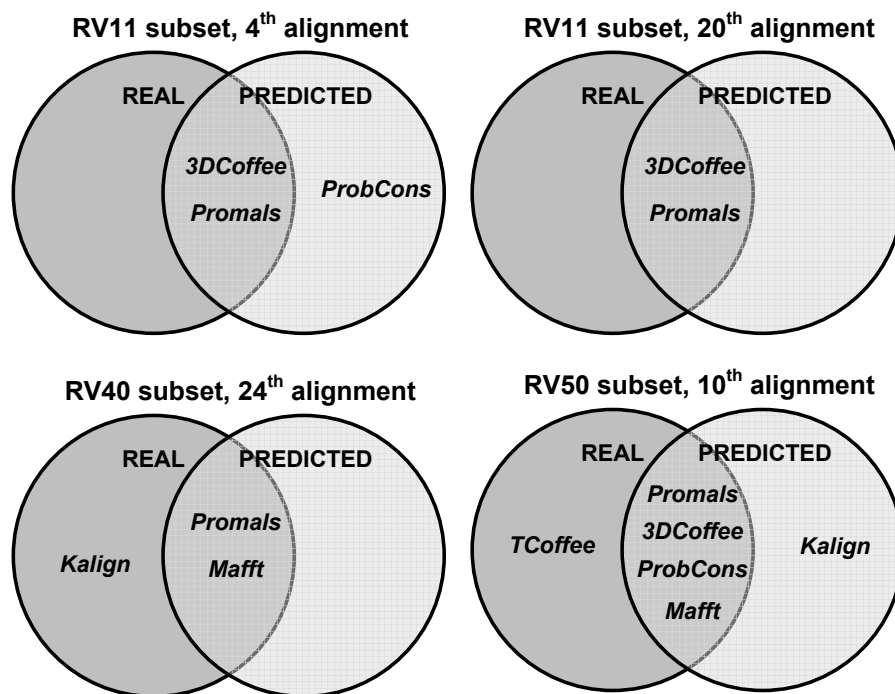 RV11 subset, 4th alignment
REAL
PREDICTED
3DCoffee
Promals
ProbCons
RV11 subset, 20th alignment
REAL
PREDICTED
3DCoffee
Promals
RV40 subset, 24th alignment
REAL
PREDICTED
Kalign
Promals
Mafft
RV50 subset, 10th alignment
REAL
PREDICTED
TCoffee
Promals
3DCoffee
ProbCons
Mafft
Kalign